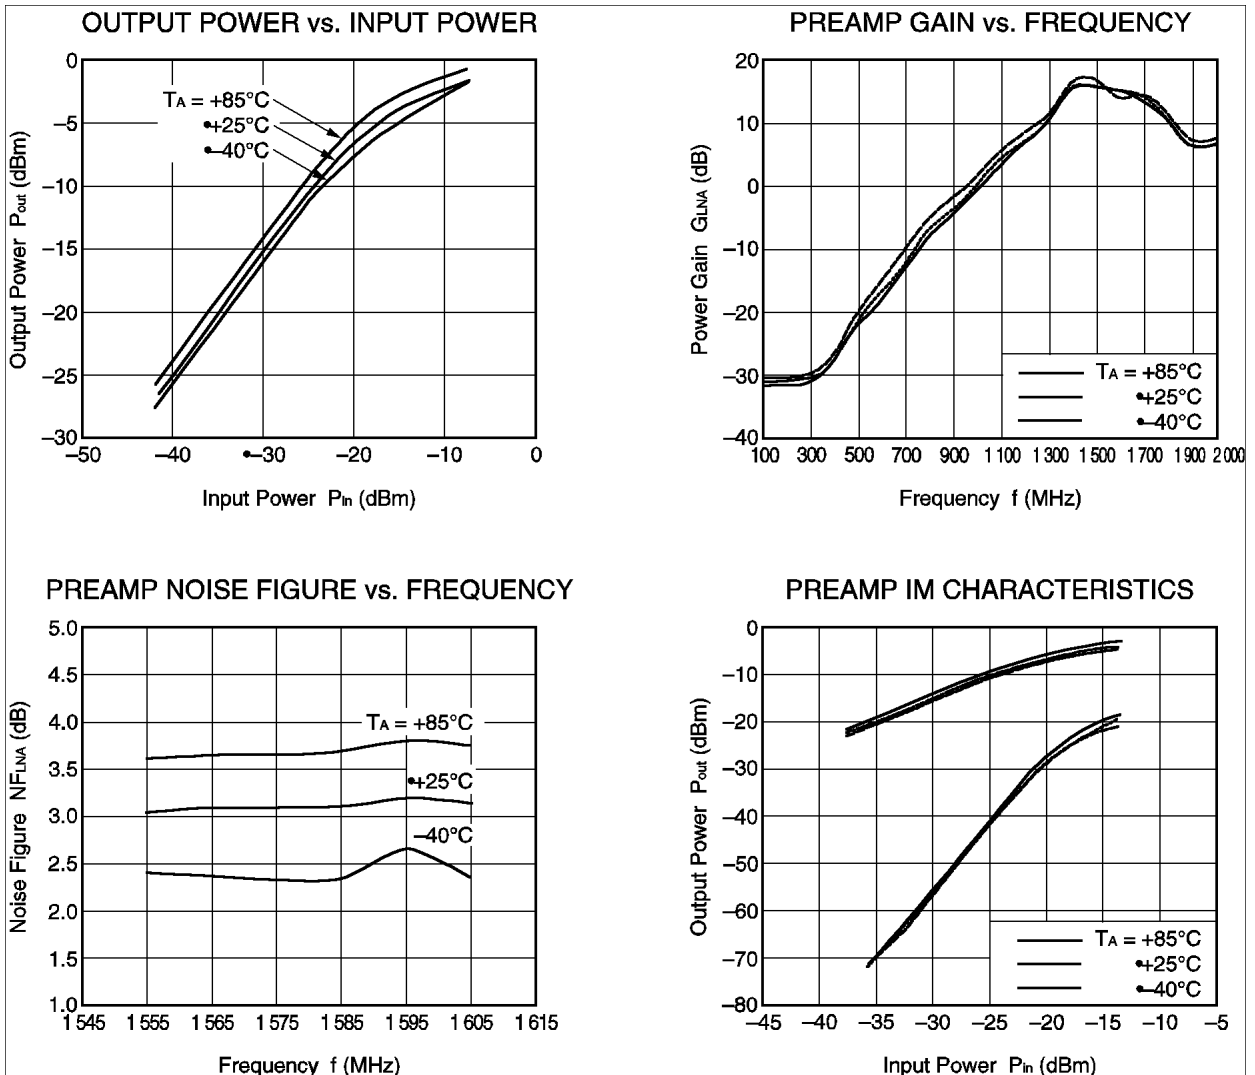 OUTPUT POWER vs. INPUT POWER
0
−5
−10
−15
−20
−25
−30
Output Power Pout (dBm)
TA = +85°C
+25°C
−40°C
−50 −40 −30 −20 −10 0
Input Power Pin (dBm)
PREAMP GAIN vs. FREQUENCY
20
10
0
−10
−20
−30
−40
Power Gain GLNA (dB)
TA = +85°C
+25°C
−40°C
100 300 500 700 900 1 100 1 300 1 500 1 700 1 900 2 000
Frequency f (MHz)
PREAMP NOISE FIGURE vs. FREQUENCY
5.0
4.5
4.0
3.5
3.0
2.5
2.0
1.5
1.0
Noise Figure NFLNA (dB)
TA = +85°C
+25°C
−40°C
1 545 1 555 1 565 1 575 1 585 1 595 1 605 1 615
Frequency f (MHz)
PREAMP IM CHARACTERISTICS
0
−10
−20
−30
−40
−50
−60
−70
−80
Output Power Pout (dBm)
TA = +85°C
+25°C
−40°C
−45 −40 −35 −30 −25 −20 −15 −10 −5
Input Power Pin (dBm)